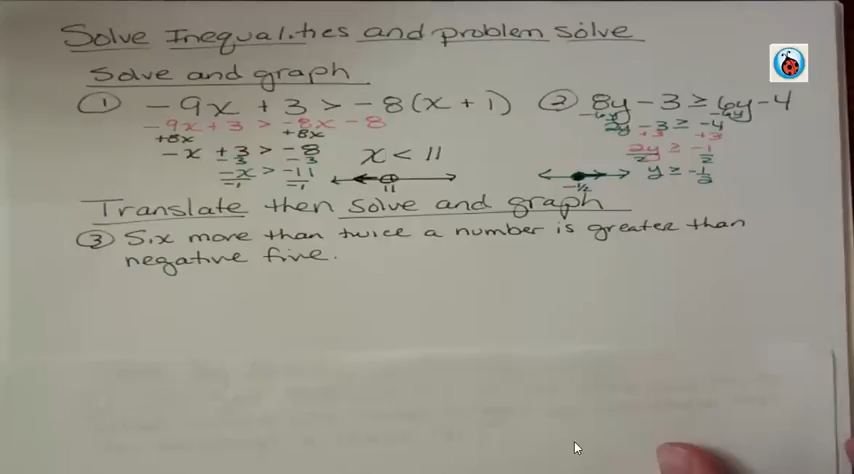 Solve Inequalities and problem solve
Solve and graph
① -9x + 3 > -8(x + 1)
-9x + 3 > -8x - 8
+8x +8x
-x + 3 > -8
-3 -3
-x > -11
-1 -1
x < 11
11
② 8y - 3 ≥ 6y - 4
-6y -6y
2y - 3 ≥ -4
+3 +3
2y ≥ -1
2 2
y ≥ -1/2
-1/2
Translate then solve and graph
③ Six more than twice a number is greater than
negative five.